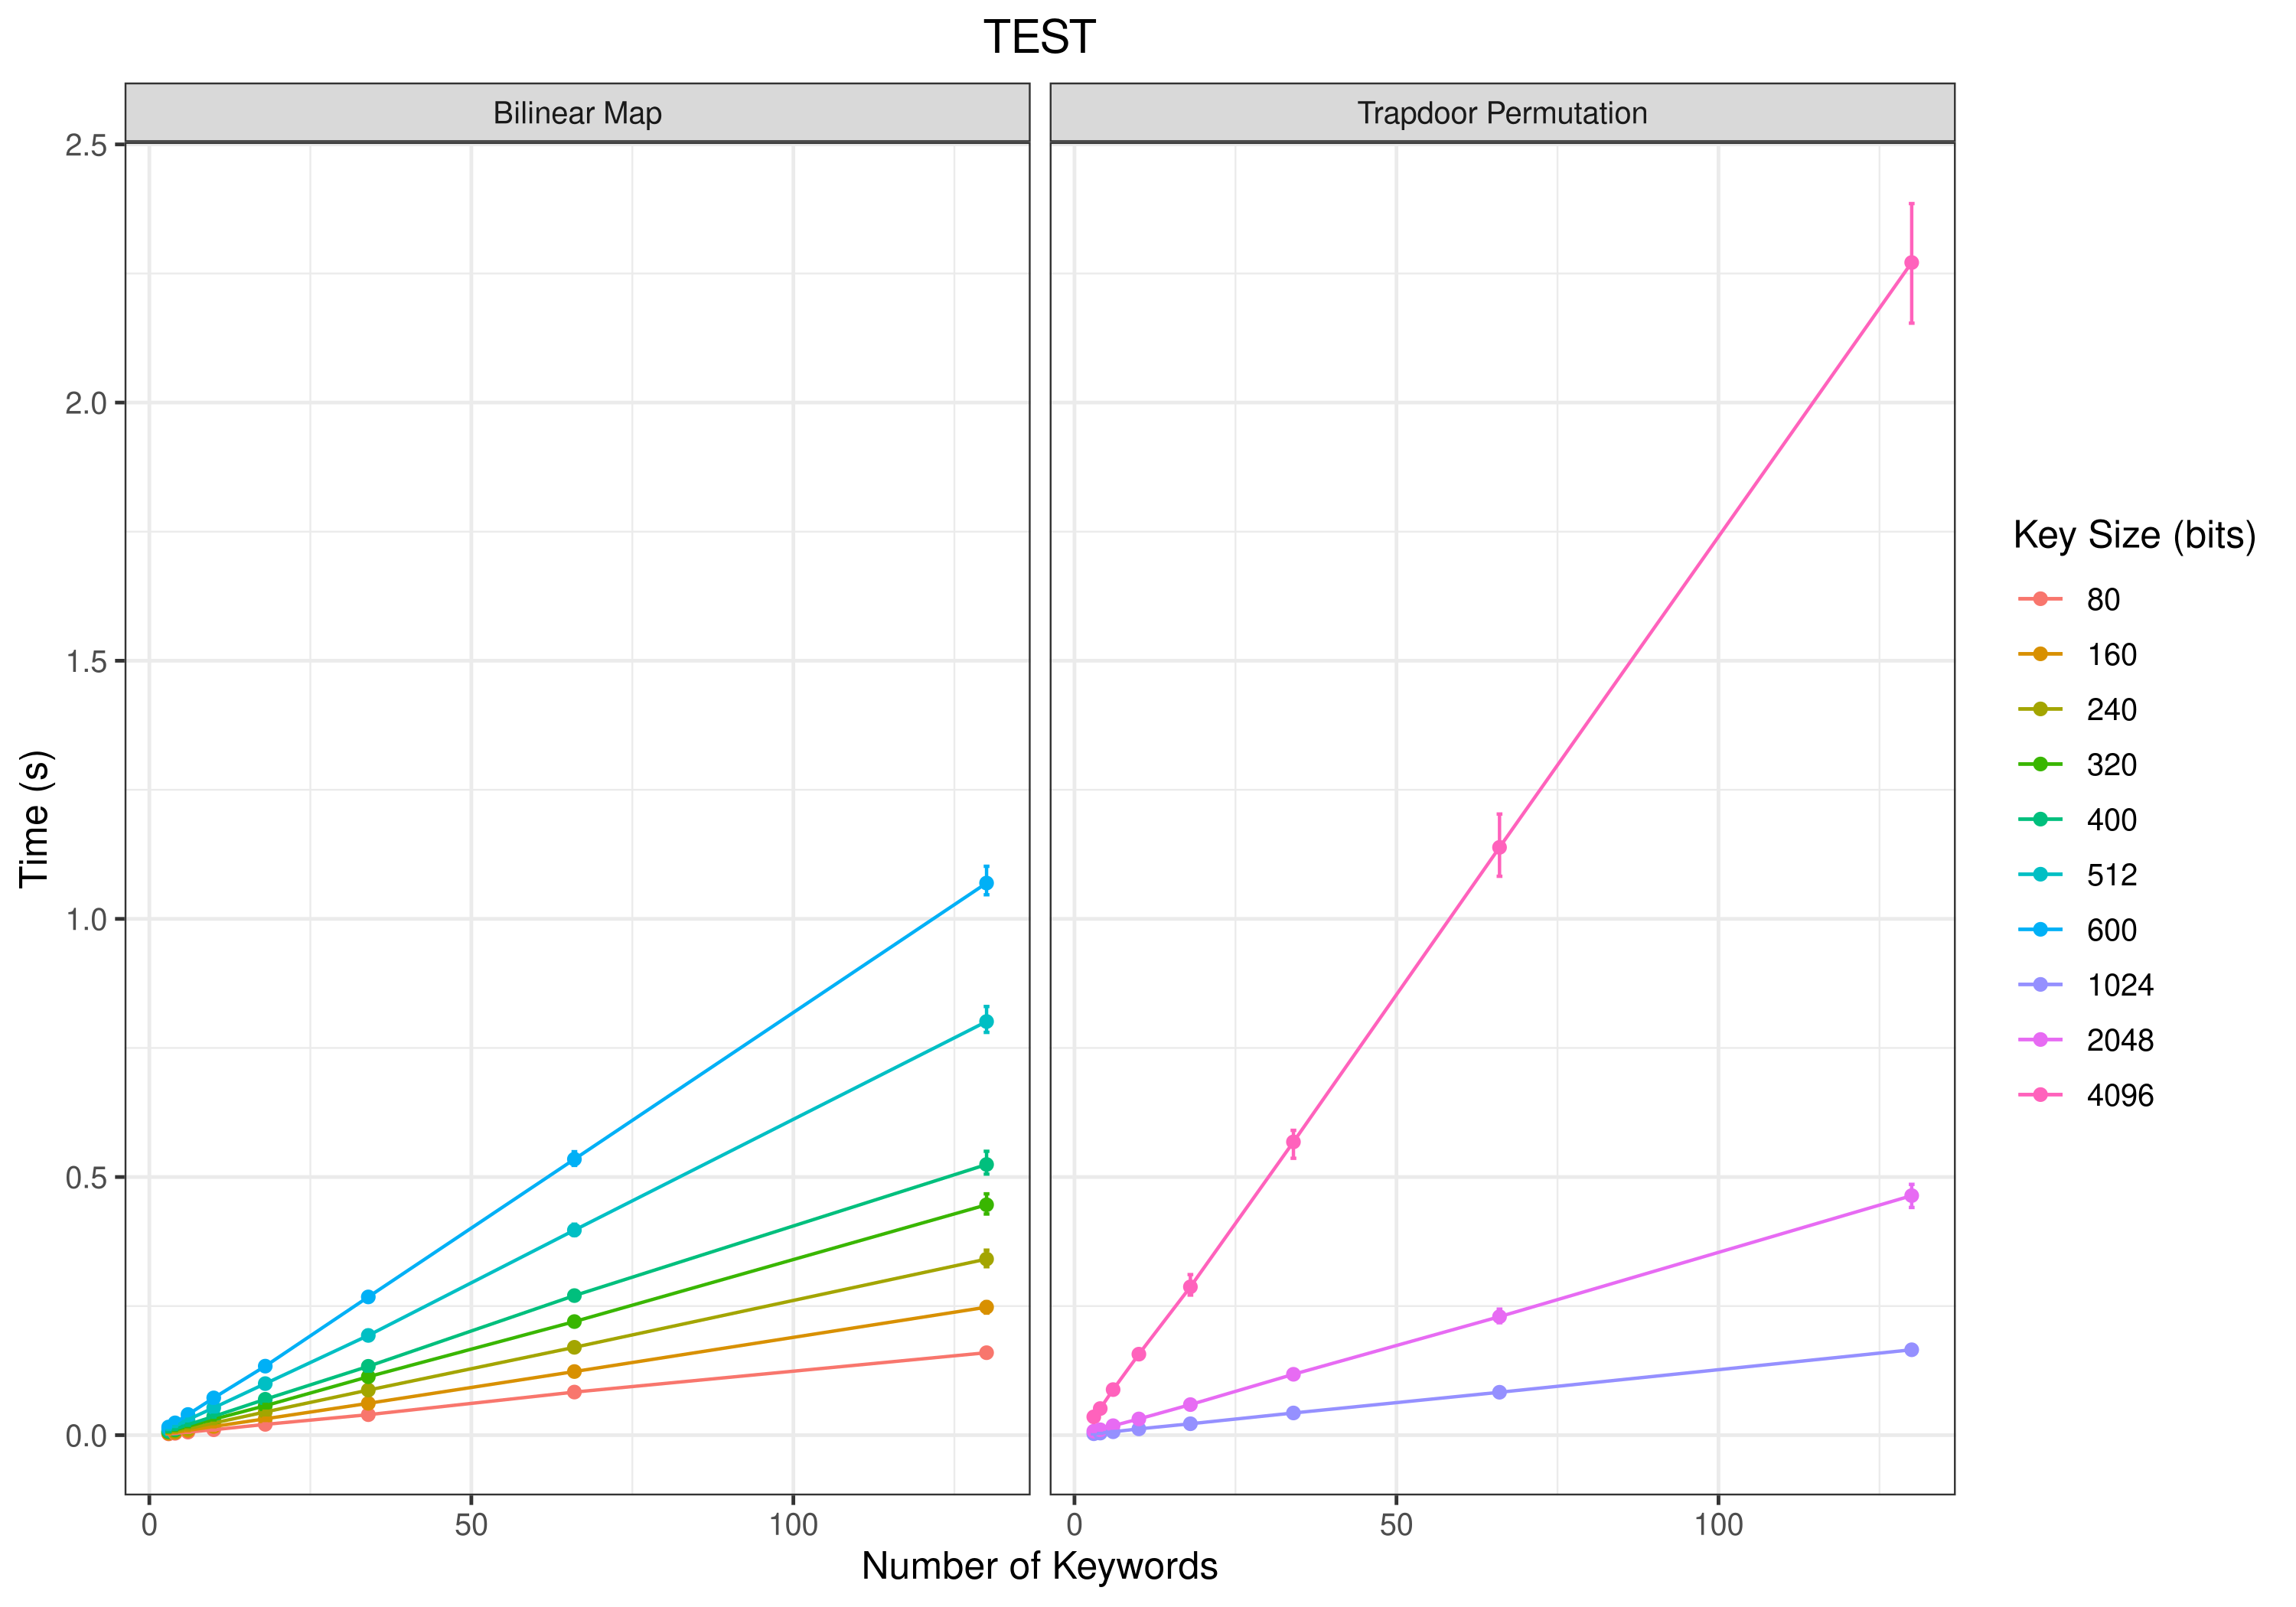 TEST
Bilinear Map
Trapdoor Permutation
2.5
2.0
1.5
1.0
0.5
0.0
Time (s)
0 50 100
0 50 100
Number of Keywords
Key Size (bits)
80
160
240
320
400
512
600
1024
2048
4096